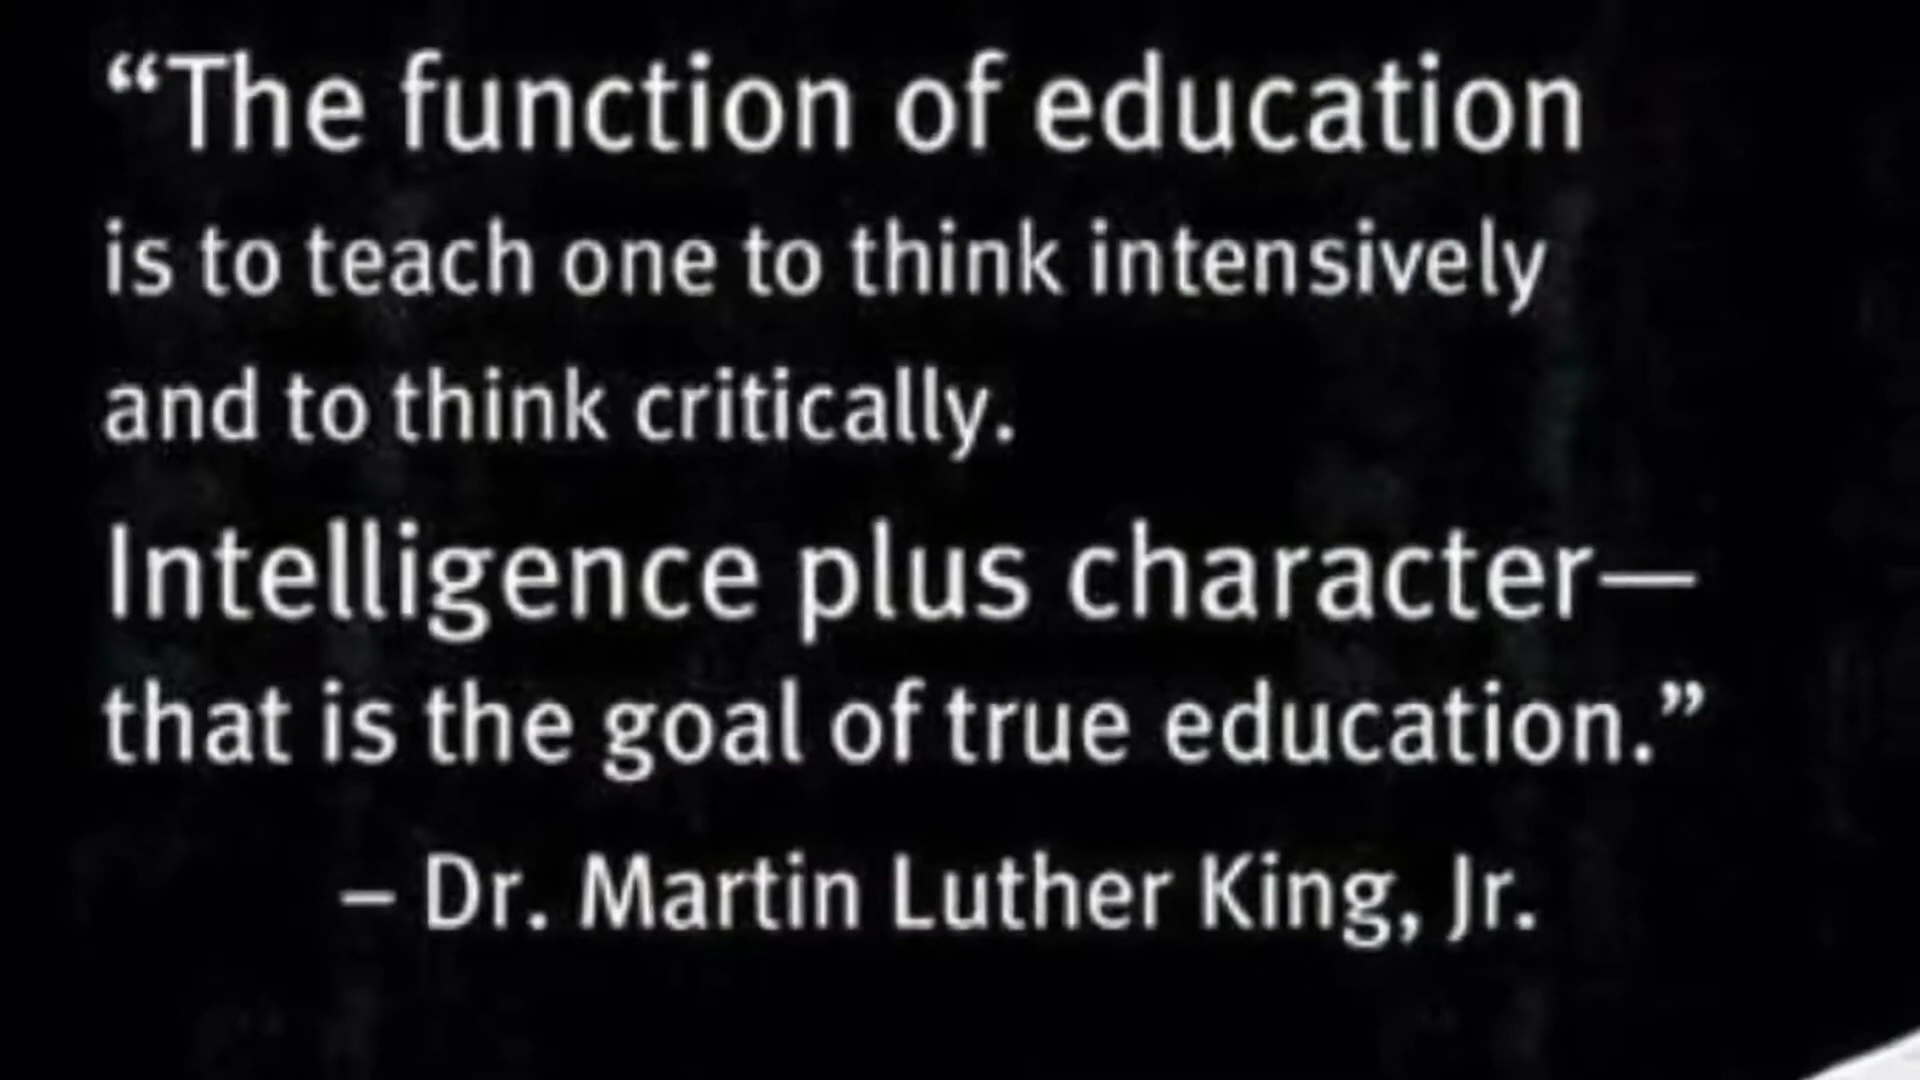 “The function of education
is to teach one to think intensively
and to think critically.
Intelligence plus character—
that is the goal of true education.”
– Dr. Martin Luther King, Jr.